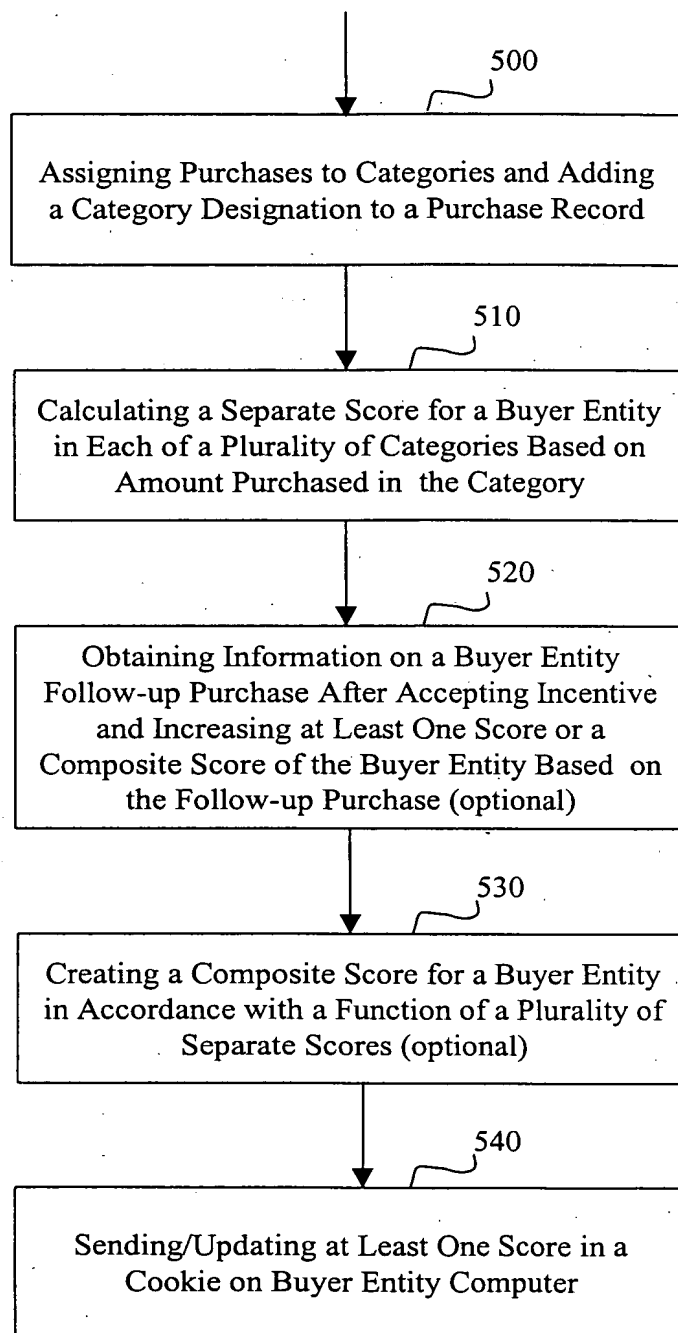 500
Assigning Purchases to Categories and Adding
a Category Designation to a Purchase Record
510
Calculating a Separate Score for a Buyer Entity
in Each of a Plurality of Categories Based on
Amount Purchased in the Category
520
Obtaining Information on a Buyer Entity
Follow-up Purchase After Accepting Incentive
and Increasing at Least One Score or a
Composite Score of the Buyer Entity Based on
the Follow-up Purchase (optional)
530
Creating a Composite Score for a Buyer Entity
in Accordance with a Function of a Plurality of
Separate Scores (optional)
540
Sending/Updating at Least One Score in a
Cookie on Buyer Entity Computer